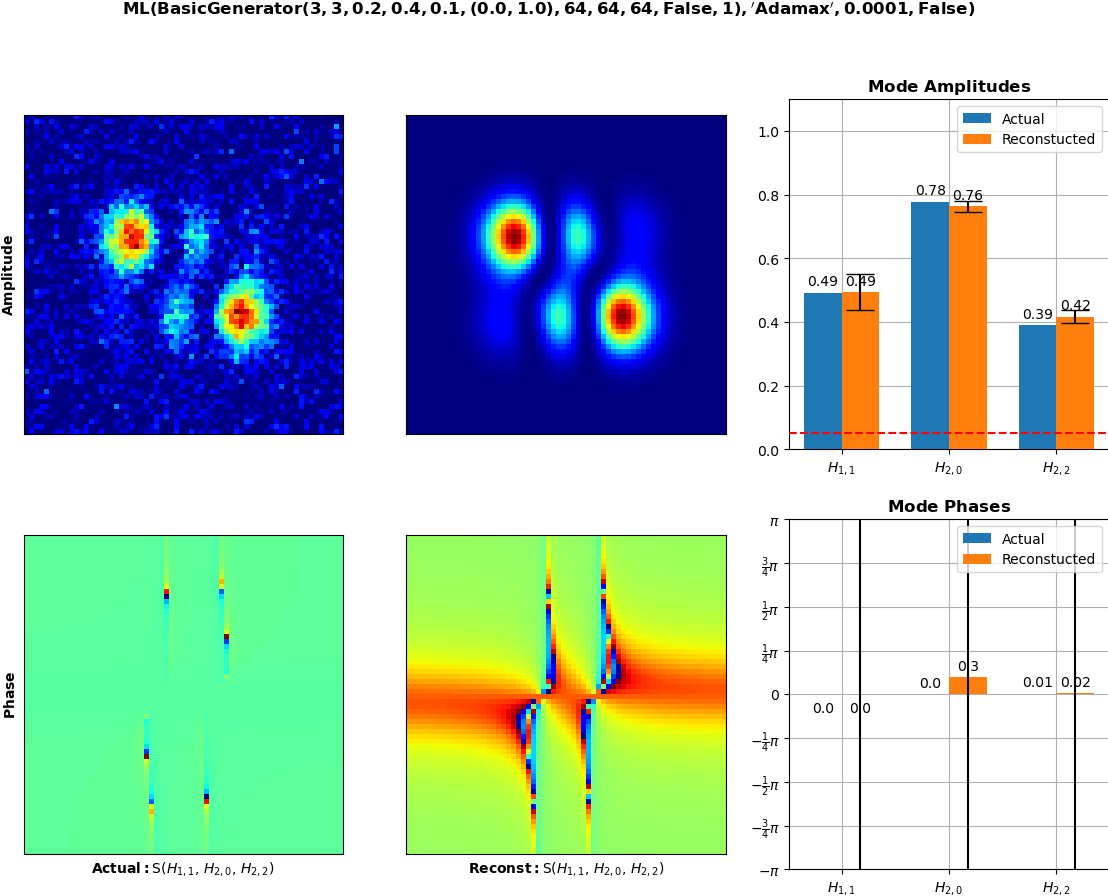 ML(BasicGenerator(3, 3, 0.2, 0.4, 0.1, (0.0, 1.0), 64, 64, 64, False, 1), ′Adamax′, 0.0001, False)
Mode Amplitudes
Amplitude
Actual
Reconstucted
1.0
0.8
0.6
0.4
0.2
0.0
0.49 0.49
0.78 0.76
0.39 0.42
H1,1 H2,0 H2,2
Mode Phases
Phase
Actual
Reconstucted
π
3/4π
1/2π
1/4π
0
−1/4π
−1/2π
−3/4π
−π
0.0 0.0
0.0 0.3
0.01 0.02
H1,1 H2,0 H2,2
Actual: S(H1,1, H2,0, H2,2)
Reconst: S(H1,1, H2,0, H2,2)